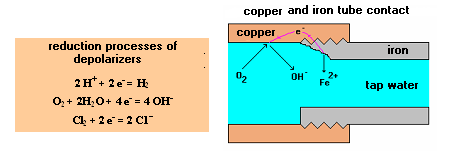 reduction processes of
depolarizers
2 H⁺ + 2 e⁻ = H₂
O₂ + 2H₂O + 4 e⁻ = 4 OH⁻
Cl₂ + 2 e⁻ = 2 Cl⁻
copper and iron tube contact
copper
e⁻
iron
O₂
OH⁻
Fe²⁺
tap water